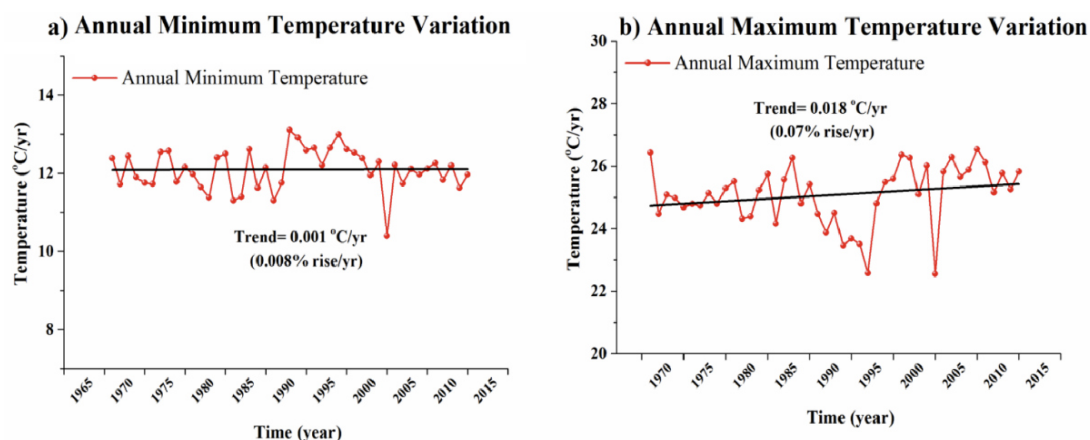 a) Annual Minimum Temperature Variation
Annual Minimum Temperature
14
12
10
8
Temperature (°C/yr)
Trend= 0.001 °C/yr
(0.008% rise/yr)
1965
1970
1975
1980
1985
1990
1995
2000
2005
2010
2015
Time (year)
b) Annual Maximum Temperature Variation
Annual Maximum Temperature
30
28
26
24
22
20
Temperature (°C/yr)
Trend= 0.018 °C/yr
(0.07% rise/yr)
1970
1975
1980
1985
1990
1995
2000
2005
2010
2015
Time (year)